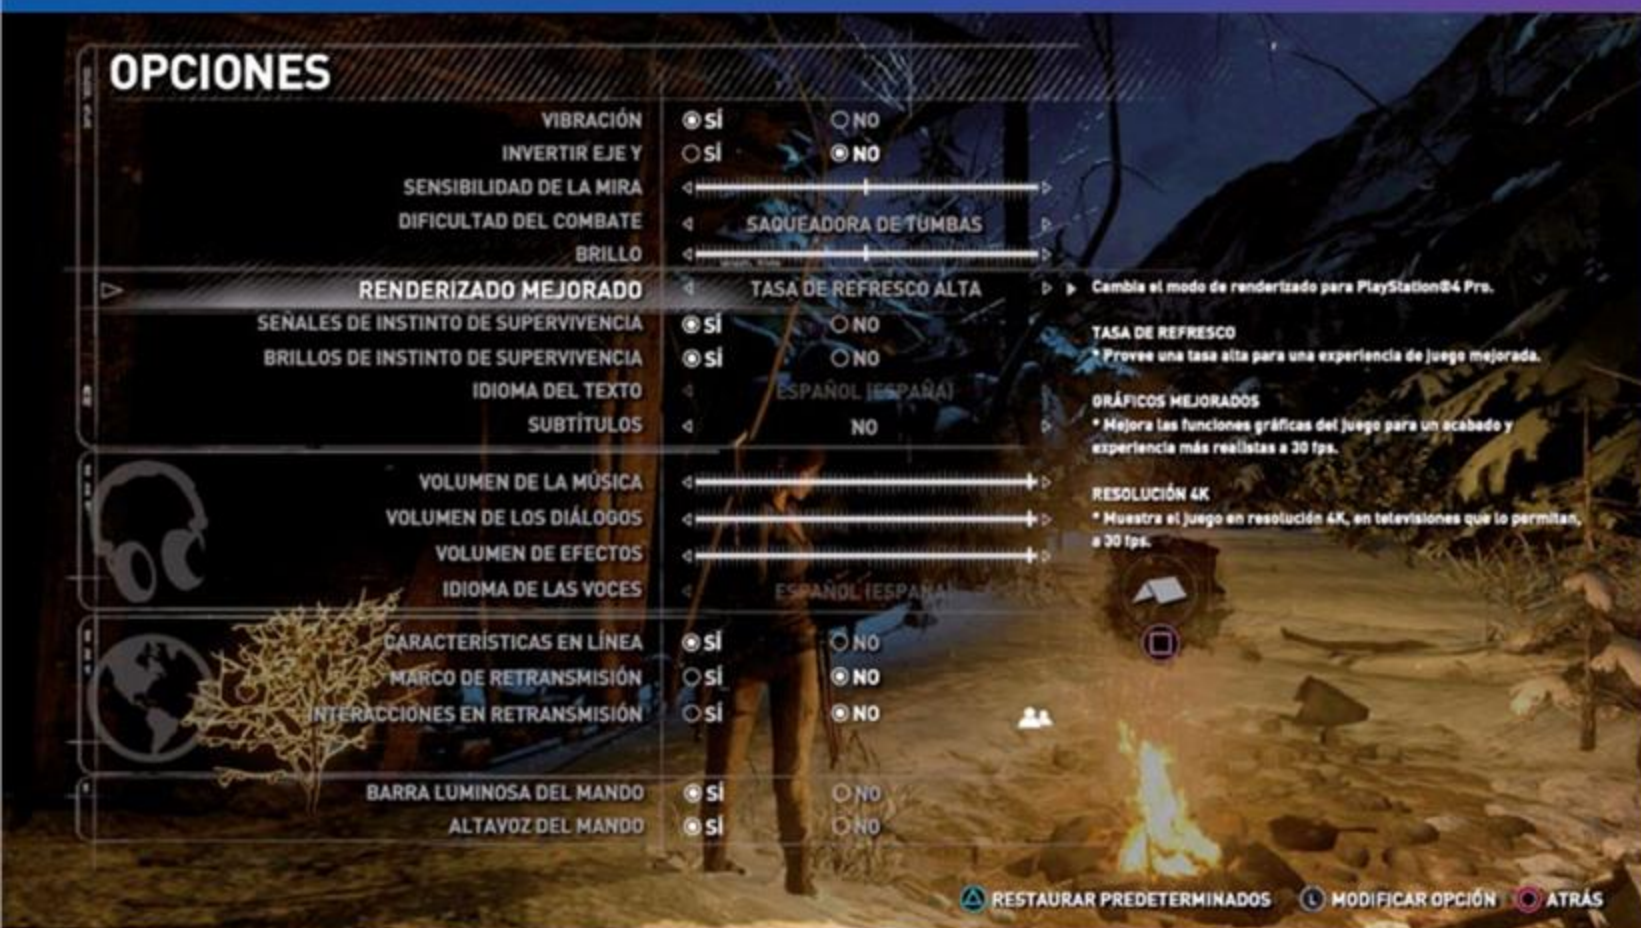 OPCIONES
VIBRACIÓN SÍ NO
INVERTIR EJE Y SÍ NO
SENSIBILIDAD DE LA MIRA
DIFICULTAD DEL COMBATE SAQUEADORA DE TUMBAS
BRILLO
RENDERIZADO MEJORADO TASA DE REFRESCO ALTA
SEÑALES DE INSTINTO DE SUPERVIVENCIA SÍ NO
BRILLOS DE INSTINTO DE SUPERVIVENCIA SÍ NO
IDIOMA DEL TEXTO ESPAÑOL (ESPAÑA)
SUBTÍTULOS NO
VOLUMEN DE LA MÚSICA
VOLUMEN DE LOS DIÁLOGOS
VOLUMEN DE EFECTOS
IDIOMA DE LAS VOCES ESPAÑOL (ESPAÑA)
CARACTERÍSTICAS EN LÍNEA SÍ NO
MARCO DE RETRANSMISIÓN SÍ NO
INTERACCIONES EN RETRANSMISIÓN SÍ NO
BARRA LUMINOSA DEL MANDO SÍ NO
ALTAVOZ DEL MANDO SÍ NO
Cambia el modo de renderizado para PlayStation®4 Pro.
TASA DE REFRESCO
* Provee una tasa alta para una experiencia de juego mejorada.
GRÁFICOS MEJORADOS
* Mejora las funciones gráficas del juego para un acabado y
experiencia más realistas a 30 fps.
RESOLUCIÓN 4K
* Muestra el juego en resolución 4K, en televisiones que lo permitan,
a 30 fps.
RESTAURAR PREDETERMINADOS L MODIFICAR OPCIÓN ATRÁS